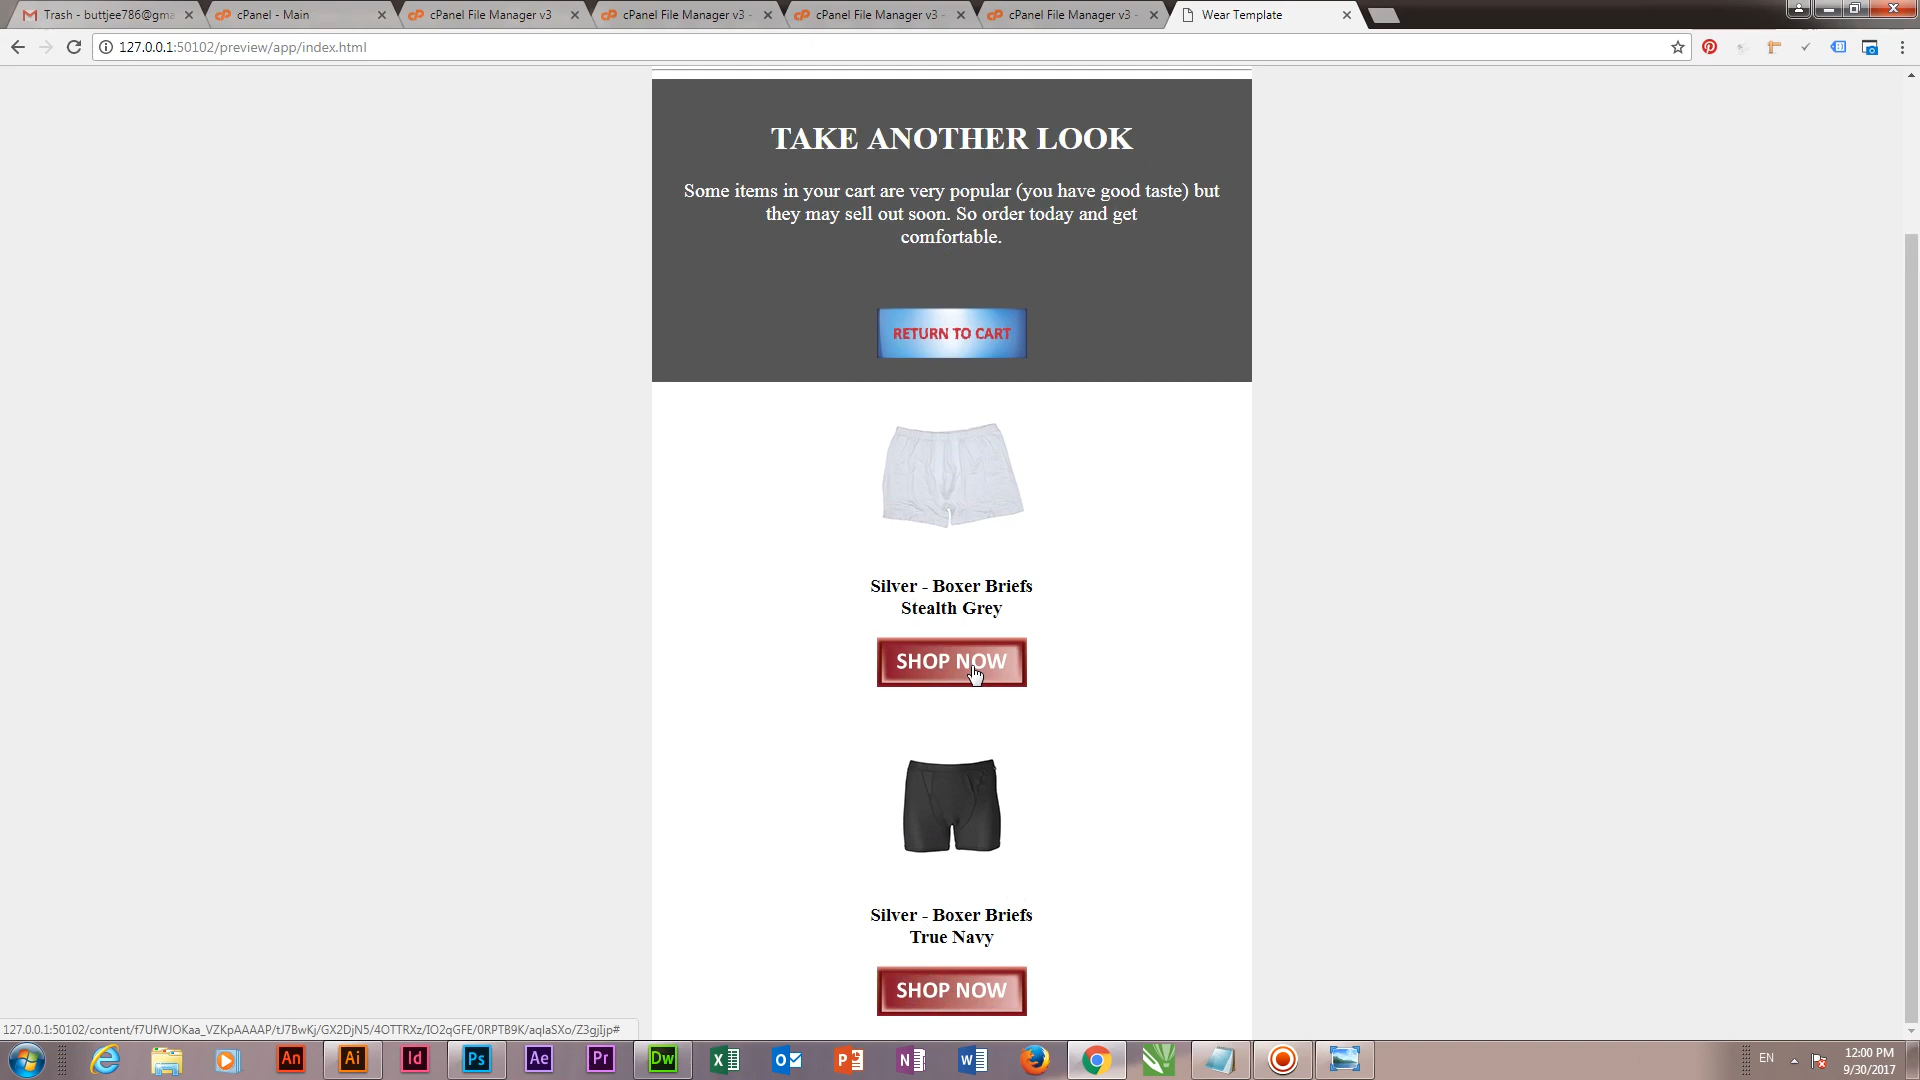 Trash - buttjee786@gma
cPanel - Main
cPanel File Manager v3
cPanel File Manager v3 -
cPanel File Manager v3 -
cPanel File Manager v3 -
Wear Template
127.0.0.1:50102/preview/app/index.html
TAKE ANOTHER LOOK
Some items in your cart are very popular (you have good taste) but
they may sell out soon. So order today and get
comfortable.
RETURN TO CART
Silver - Boxer Briefs
Stealth Grey
SHOP NOW
Silver - Boxer Briefs
True Navy
SHOP NOW
127.0.0.1:50102/content/f7UfWJOKaa_VZKpAAAAP/tJ7BwKj/GX2DjN5/4OTTRXz/IO2qGFE/0RPTB9K/aqlaSXo/Z3gjIjp#
An
Ai
Id
Ps
Ae
Pr
Dw
EN
12:00 PM
9/30/2017